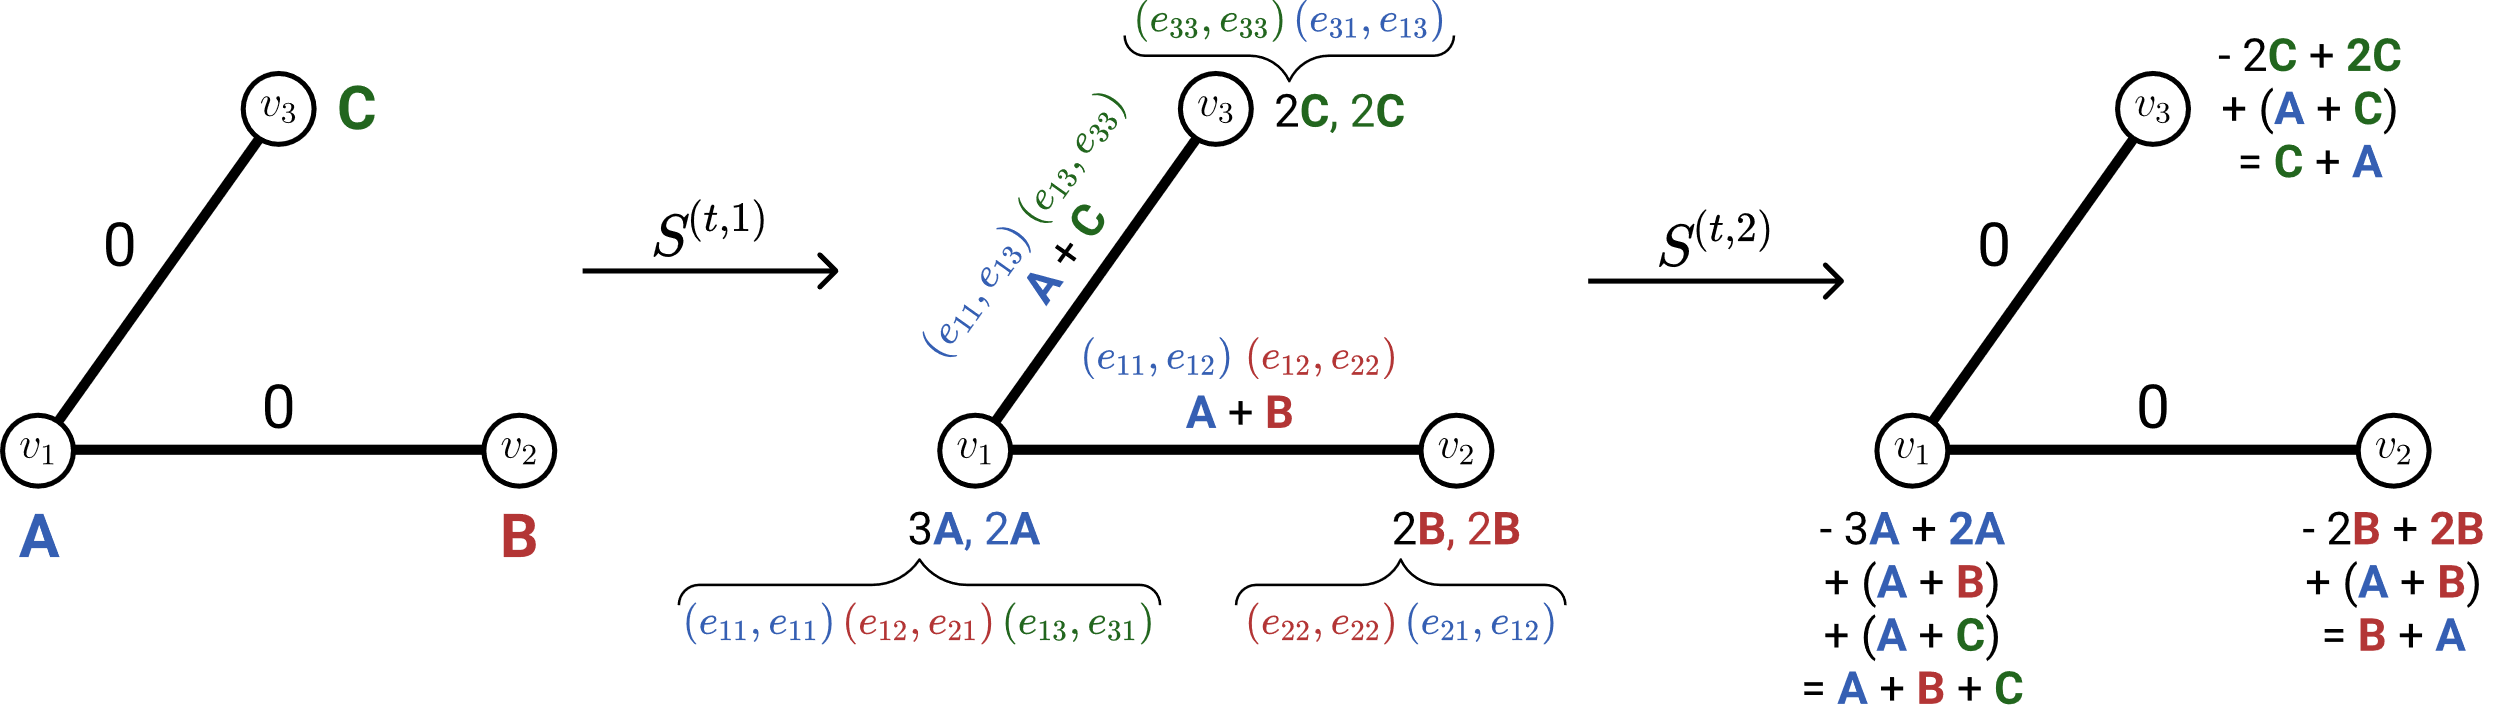 v₃ C
0
0
v₁
v₂
A
B
S⁽ᵗ,¹⁾
(e₃₃, e₃₃) (e₃₁, e₁₃)
v₃ 2C, 2C
(e₁₁, e₁₃) (e₁₃, e₃₃)
A + C
(e₁₁, e₁₂) (e₁₂, e₂₂)
A + B
v₁
v₂
3A, 2A
2B, 2B
(e₁₁, e₁₁) (e₁₂, e₂₁) (e₁₃, e₃₁)
(e₂₂, e₂₂) (e₂₁, e₁₂)
S⁽ᵗ,²⁾
v₃
- 2C + 2C
+ (A + C)
= C + A
0
0
v₁
v₂
- 3A + 2A
+ (A + B)
+ (A + C)
= A + B + C
- 2B + 2B
+ (A + B)
= B + A